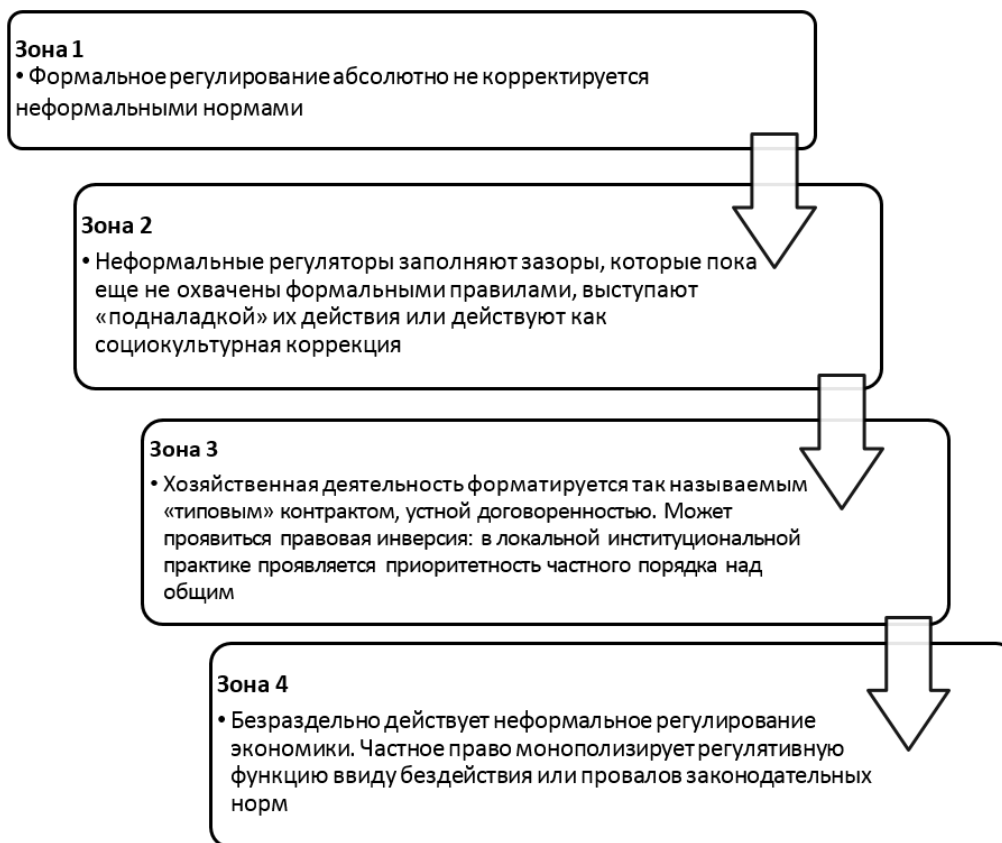 Зона 1
• Формальное регулирование абсолютно не корректируется
неформальными нормами
Зона 2
• Неформальные регуляторы заполняют зазоры, которые пока
еще не охвачены формальными правилами, выступают
«подналадкой» их действия или действуют как
социокультурная коррекция
Зона 3
• Хозяйственная деятельность форматируется так называемым
«типовым» контрактом, устной договоренностью. Может
проявиться правовая инверсия: в локальной институциональной
практике проявляется приоритетность частного порядка над
общим
Зона 4
• Безраздельно действует неформальное регулирование
экономики. Частное право монополизирует регулятивную
функцию ввиду бездействия или провалов законодательных
норм